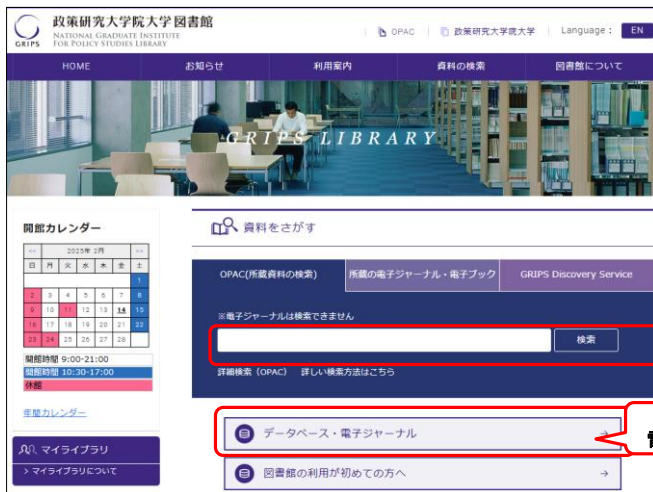 政策研究大学院大学図書館
NATIONAL GRADUATE INSTITUTE
FOR POLICY STUDIES LIBRARY
GRIPS
OPAC 政策研究大学院大学 Language： EN
HOME お知らせ 利用案内 資料の検索 図書館について
GRIPS LIBRARY
開館カレンダー
<< 2025年 2月 >>
日 月 火 水 木 金 土
1
2 3 4 5 6 7 8
9 10 11 12 13 14 15
16 17 18 19 20 21 22
23 24 25 26 27 28
開館時間 9:00-21:00
開館時間 10:30-17:00
休館
年間カレンダー
マイライブラリ
> マイライブラリについて
資料をさがす
OPAC(所蔵資料の検索) 所蔵の電子ジャーナル・電子ブック GRIPS Discovery Service
※電子ジャーナルは検索できません
検索
詳細検索（OPAC） 詳しい検索方法はこちら
データベース・電子ジャーナル →
図書館の利用が初めての方へ →